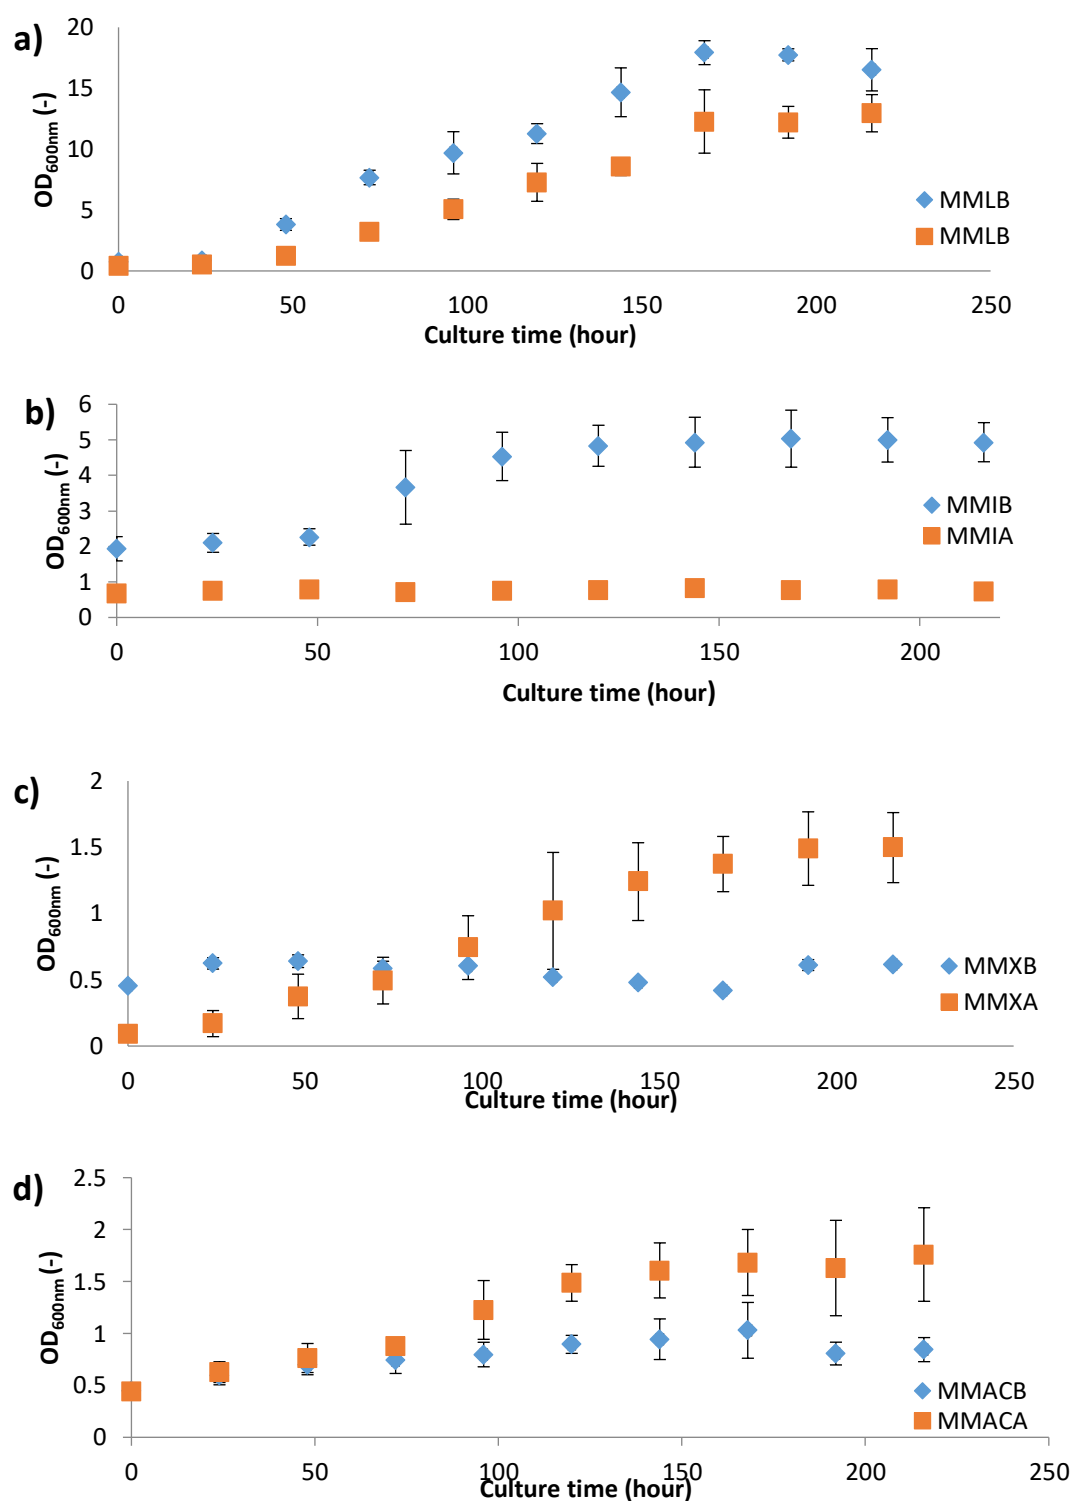 a)
20
15
10
5
0
OD600nm (-)
MMLB
MMLB
0 50 100 150 200 250
Culture time (hour)
b)
6
5
4
3
2
1
0
OD600nm (-)
MMIB
MMIA
0 50 100 150 200
Culture time (hour)
c)
2
1.5
1
0.5
0
OD600nm (-)
MMXB
MMXA
0 50 100 150 200 250
Culture time (hour)
d)
2.5
2
1.5
1
0.5
0
OD600nm (-)
MMACB
MMACA
0 50 100 150 200 250
Culture time (hour)